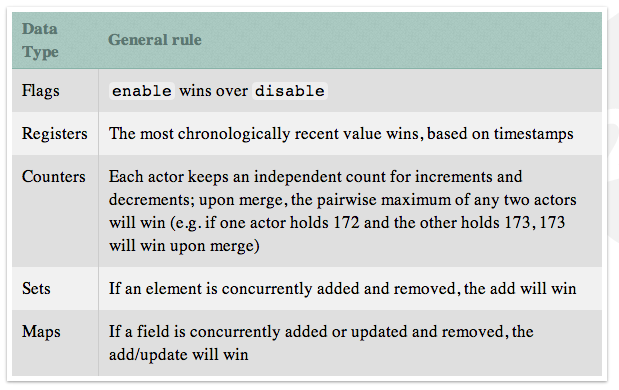 Data
Type
General rule
Flags
enable wins over disable
Registers
The most chronologically recent value wins, based on timestamps
Counters
Each actor keeps an independent count for increments and
decrements; upon merge, the pairwise maximum of any two actors
will win (e.g. if one actor holds 172 and the other holds 173, 173
will win upon merge)
Sets
If an element is concurrently added and removed, the add will win
Maps
If a field is concurrently added or updated and removed, the
add/update will win